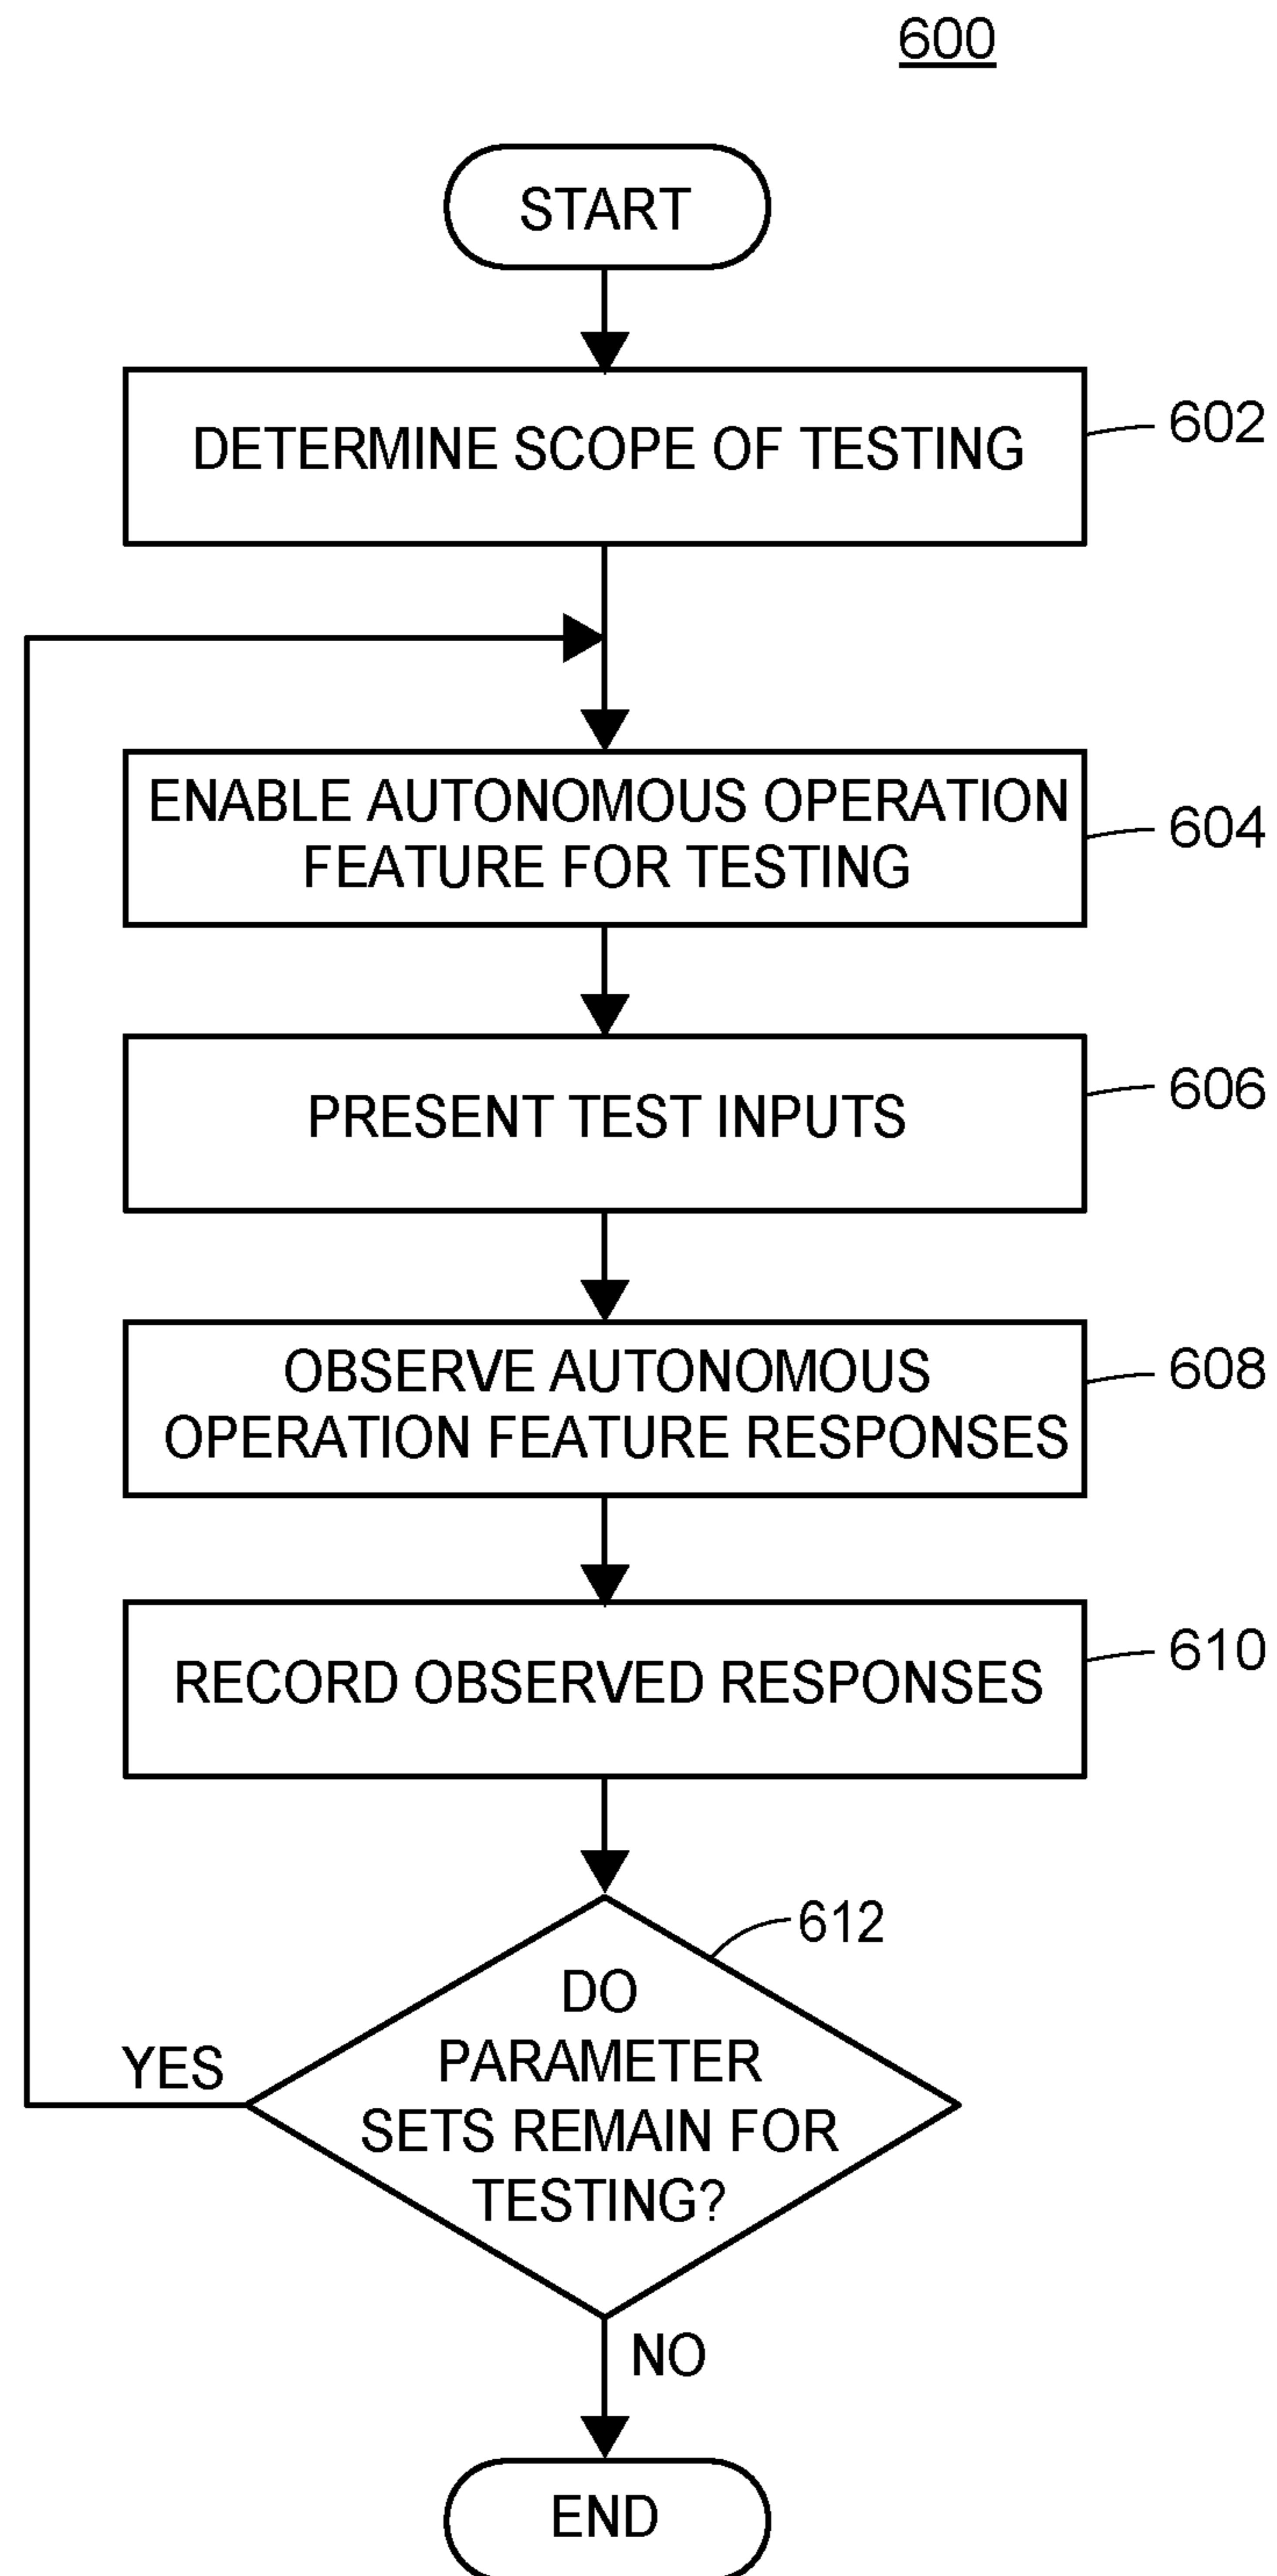 600
START
DETERMINE SCOPE OF TESTING
602
ENABLE AUTONOMOUS OPERATION
FEATURE FOR TESTING
604
PRESENT TEST INPUTS
606
OBSERVE AUTONOMOUS
OPERATION FEATURE RESPONSES
608
RECORD OBSERVED RESPONSES
610
612
DO
PARAMETER
SETS REMAIN FOR
TESTING?
YES
NO
END